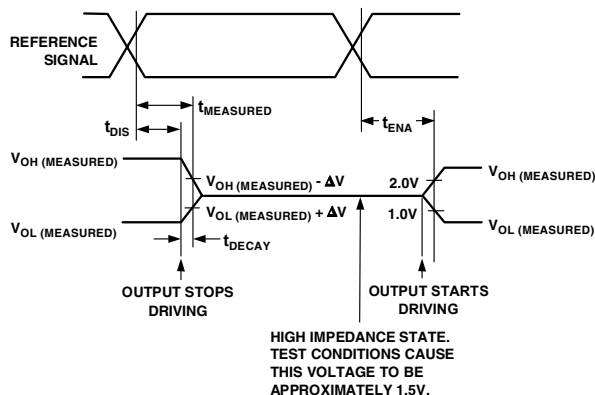 REFERENCE
SIGNAL
tMEASURED
tDIS
tENA
VOH (MEASURED)
VOH (MEASURED) - ΔV
2.0V
VOH (MEASURED)
VOL (MEASURED)
VOL (MEASURED) + ΔV
1.0V
VOL (MEASURED)
tDECAY
OUTPUT STOPS
DRIVING
OUTPUT STARTS
DRIVING
HIGH IMPEDANCE STATE.
TEST CONDITIONS CAUSE
THIS VOLTAGE TO BE
APPROXIMATELY 1.5V.